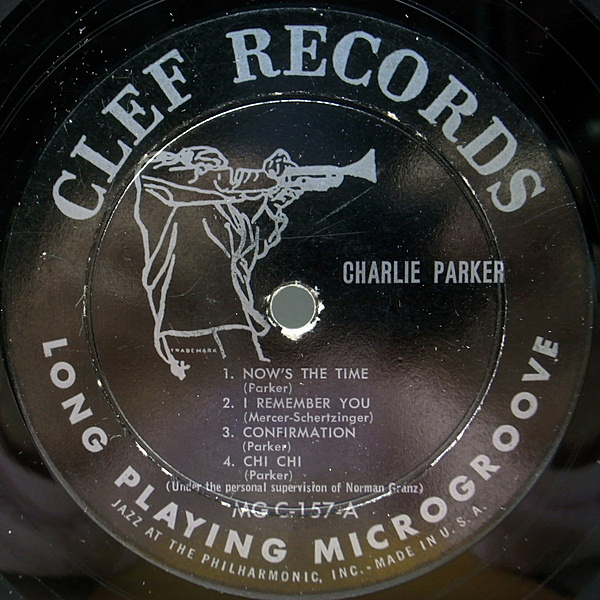 CLEF RECORDS
TRADEMARK
CHARLIE PARKER
1. NOW'S THE TIME
(Parker)
2. I REMEMBER YOU
(Mercer-Schertzinger)
3. CONFIRMATION
(Parker)
4. CHI CHI
(Parker)
(Under the personal supervision of Norman Granz)
MG C-157-A
LONG PLAYING MICROGROOVE
JAZZ AT THE PHILHARMONIC, INC.-MADE IN U.S.A.